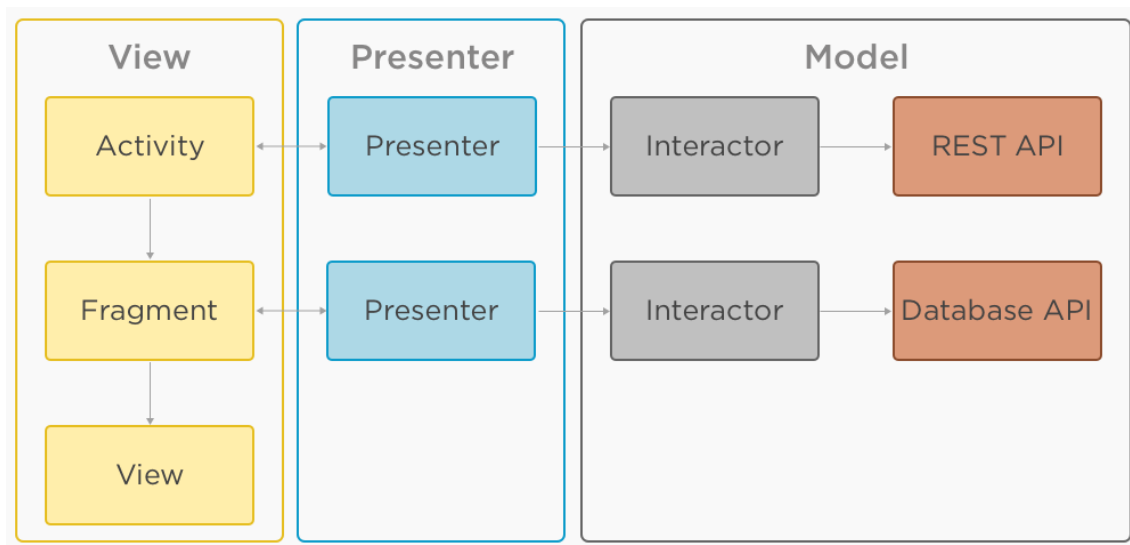 View
Presenter
Model
Activity
Presenter
Interactor
REST API
Fragment
Presenter
Interactor
Database API
View